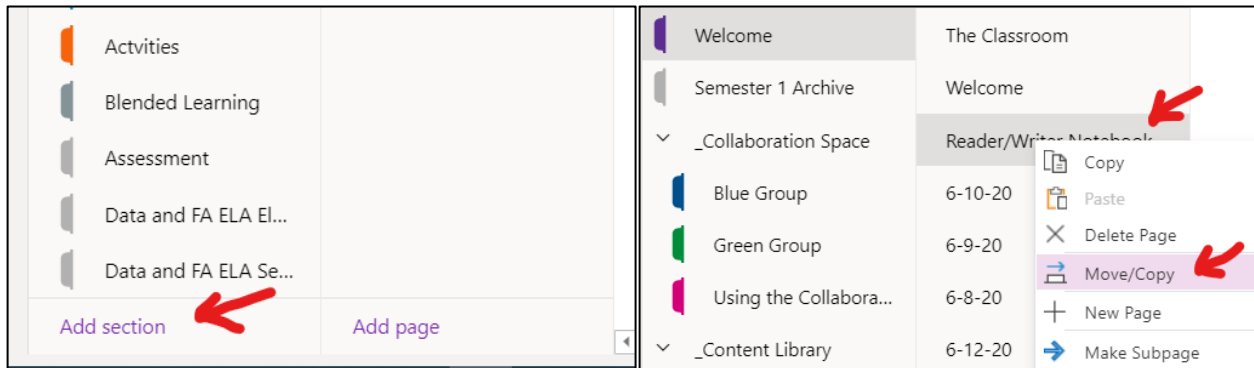 Actvities
Blended Learning
Assessment
Data and FA ELA El...
Data and FA ELA Se...
Add section
Add page
Welcome
Semester 1 Archive
_Collaboration Space
Blue Group
Green Group
Using the Collabora...
_Content Library
The Classroom
Welcome
Reader/Writer Notebook
6-10-20
6-9-20
6-8-20
6-12-20
Copy
Paste
Delete Page
Move/Copy
New Page
Make Subpage